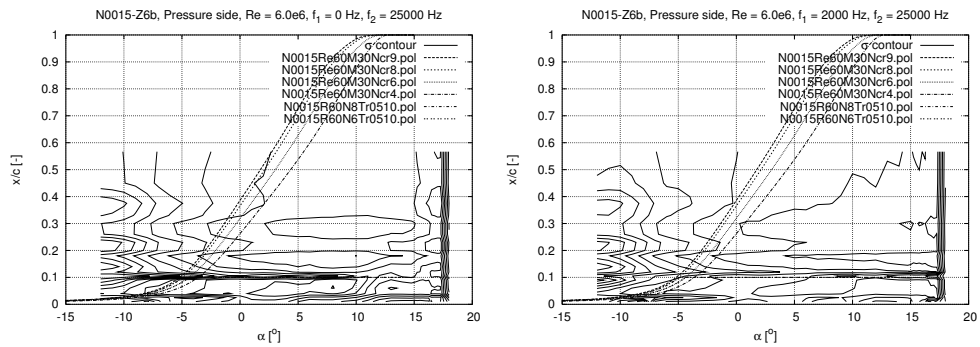 N0015-Z6b, Pressure side, Re = 6.0e6, f1 = 0 Hz, f2 = 25000 Hz
σ contour
N0015Re60M30Ncr9.pol
N0015Re60M30Ncr8.pol
N0015Re60M30Ncr6.pol
N0015Re60M30Ncr4.pol
N0015R60N8Tr0510.pol
N0015R60N6Tr0510.pol
x/c [-]
1
0.9
0.8
0.7
0.6
0.5
0.4
0.3
0.2
0.1
0
-15 -10 -5 0 5 10 15 20
α [o]
N0015-Z6b, Pressure side, Re = 6.0e6, f1 = 2000 Hz, f2 = 25000 Hz
σ contour
N0015Re60M30Ncr9.pol
N0015Re60M30Ncr8.pol
N0015Re60M30Ncr6.pol
N0015Re60M30Ncr4.pol
N0015R60N8Tr0510.pol
N0015R60N6Tr0510.pol
x/c [-]
1
0.9
0.8
0.7
0.6
0.5
0.4
0.3
0.2
0.1
0
-15 -10 -5 0 5 10 15 20
α [o]